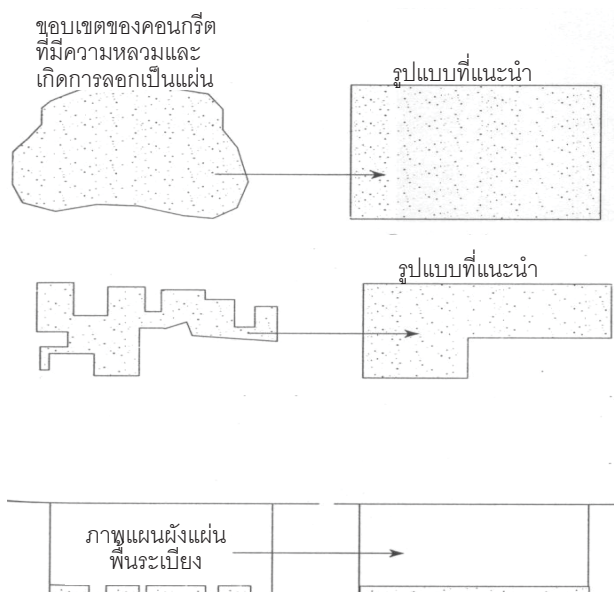 ขอบเขตของคอนกรีต
ที่มีความหลวมและ
เกิดการลอกเป็นแผ่น
รูปแบบที่แนะนำ
รูปแบบที่แนะนำ
ภาพแผนผังแผ่น
พื้นระเบียง